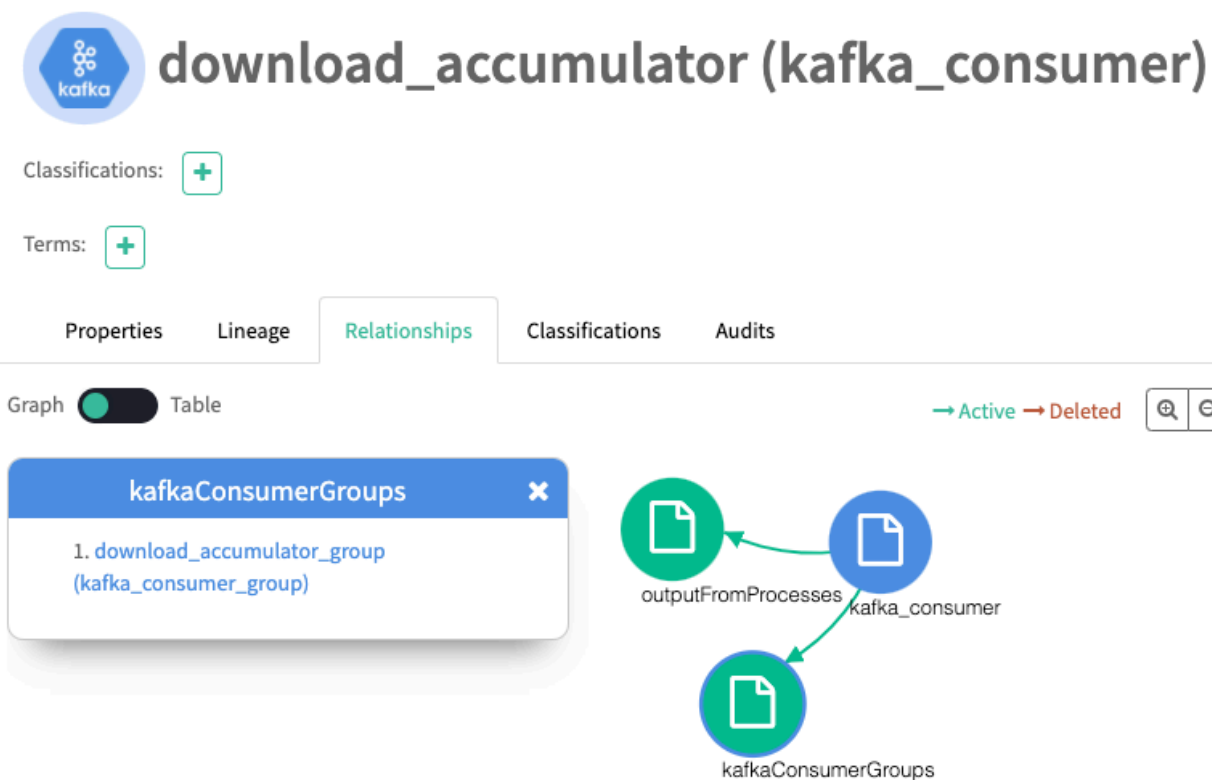 kafka
download_accumulator (kafka_consumer)
Classifications:
Terms:
Properties Lineage Relationships Classifications Audits
Graph Table
Active Deleted
kafkaConsumerGroups
1. download_accumulator_group
(kafka_consumer_group)
outputFromProcesses
kafka_consumer
kafkaConsumerGroups